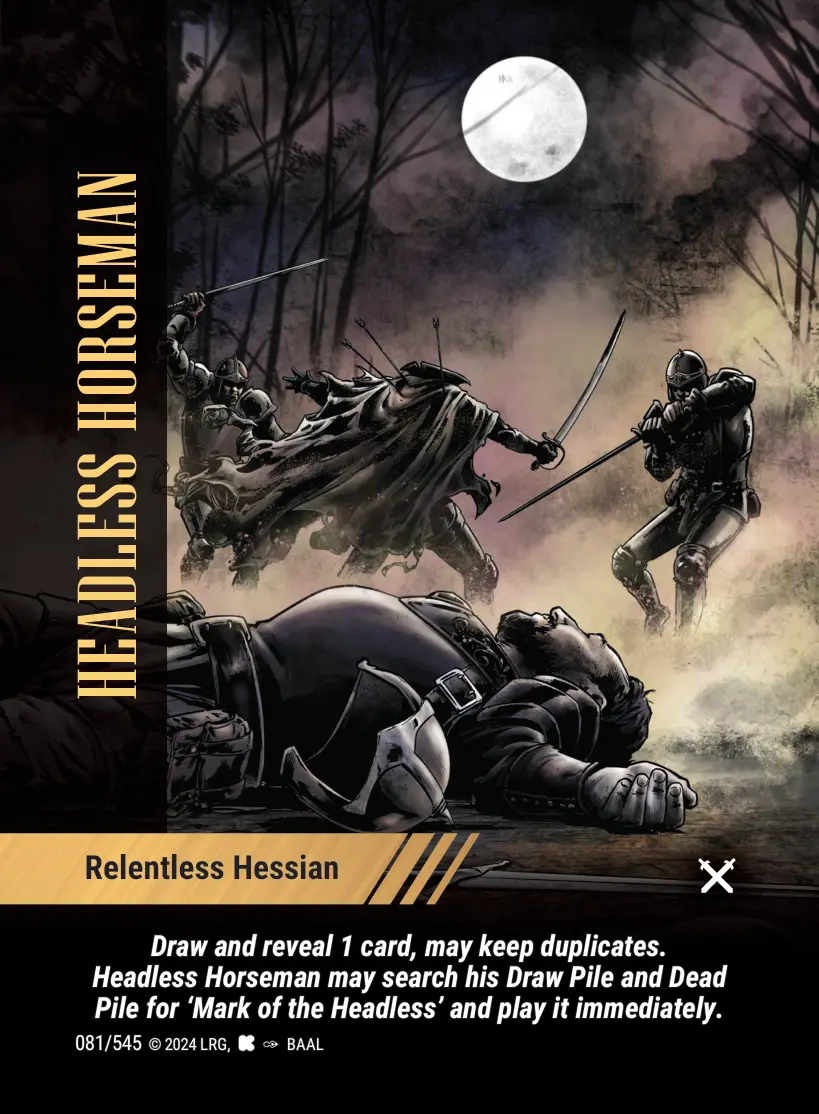 HEADLESS HORSEMAN
Relentless Hessian
Draw and reveal 1 card, may keep duplicates.
Headless Horseman may search his Draw Pile and Dead
Pile for ‘Mark of the Headless’ and play it immediately.
081/545 © 2024 LRG, BAAL